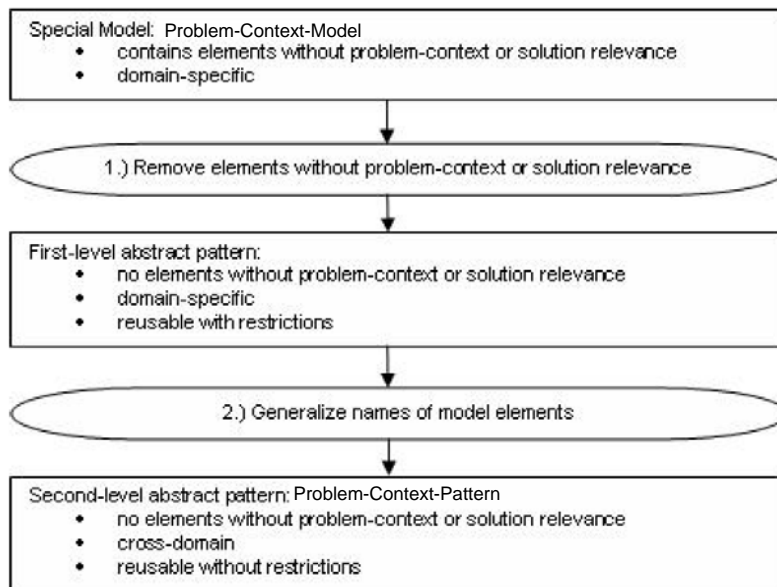 Special Model: Problem-Context-Model
• contains elements without problem-context or solution relevance
• domain-specific
1.) Remove elements without problem-context or solution relevance
First-level abstract pattern:
• no elements without problem-context or solution relevance
• domain-specific
• reusable with restrictions
2.) Generalize names of model elements
Second-level abstract pattern: Problem-Context-Pattern
• no elements without problem-context or solution relevance
• cross-domain
• reusable without restrictions